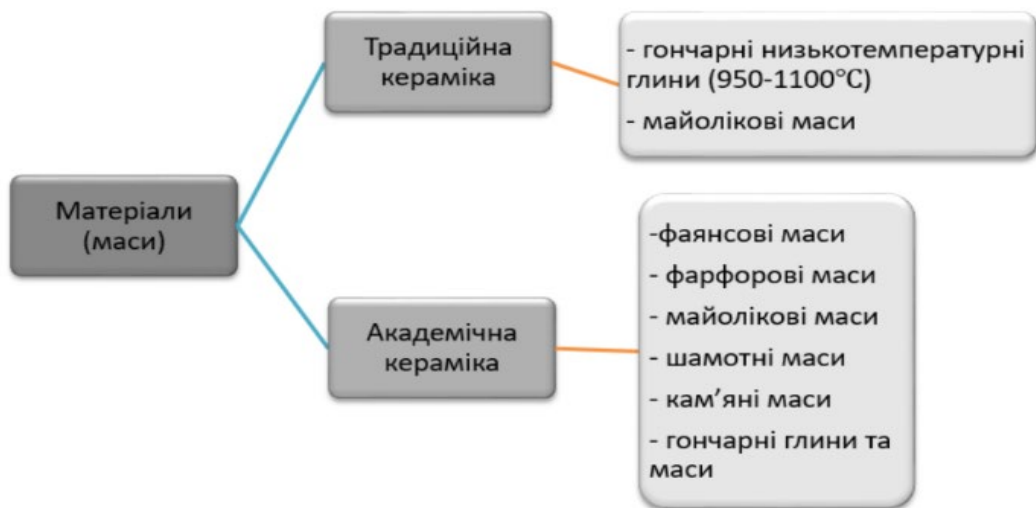 Традиційна
кераміка
- гончарні низькотемпературні
глини (950-1100℃)
- майолікові маси
Матеріали
(маси)
Академічна
кераміка
-фаянсові маси
- фарфорові маси
- майолікові маси
- шамотні маси
- кам’яні маси
- гончарні глини та
маси